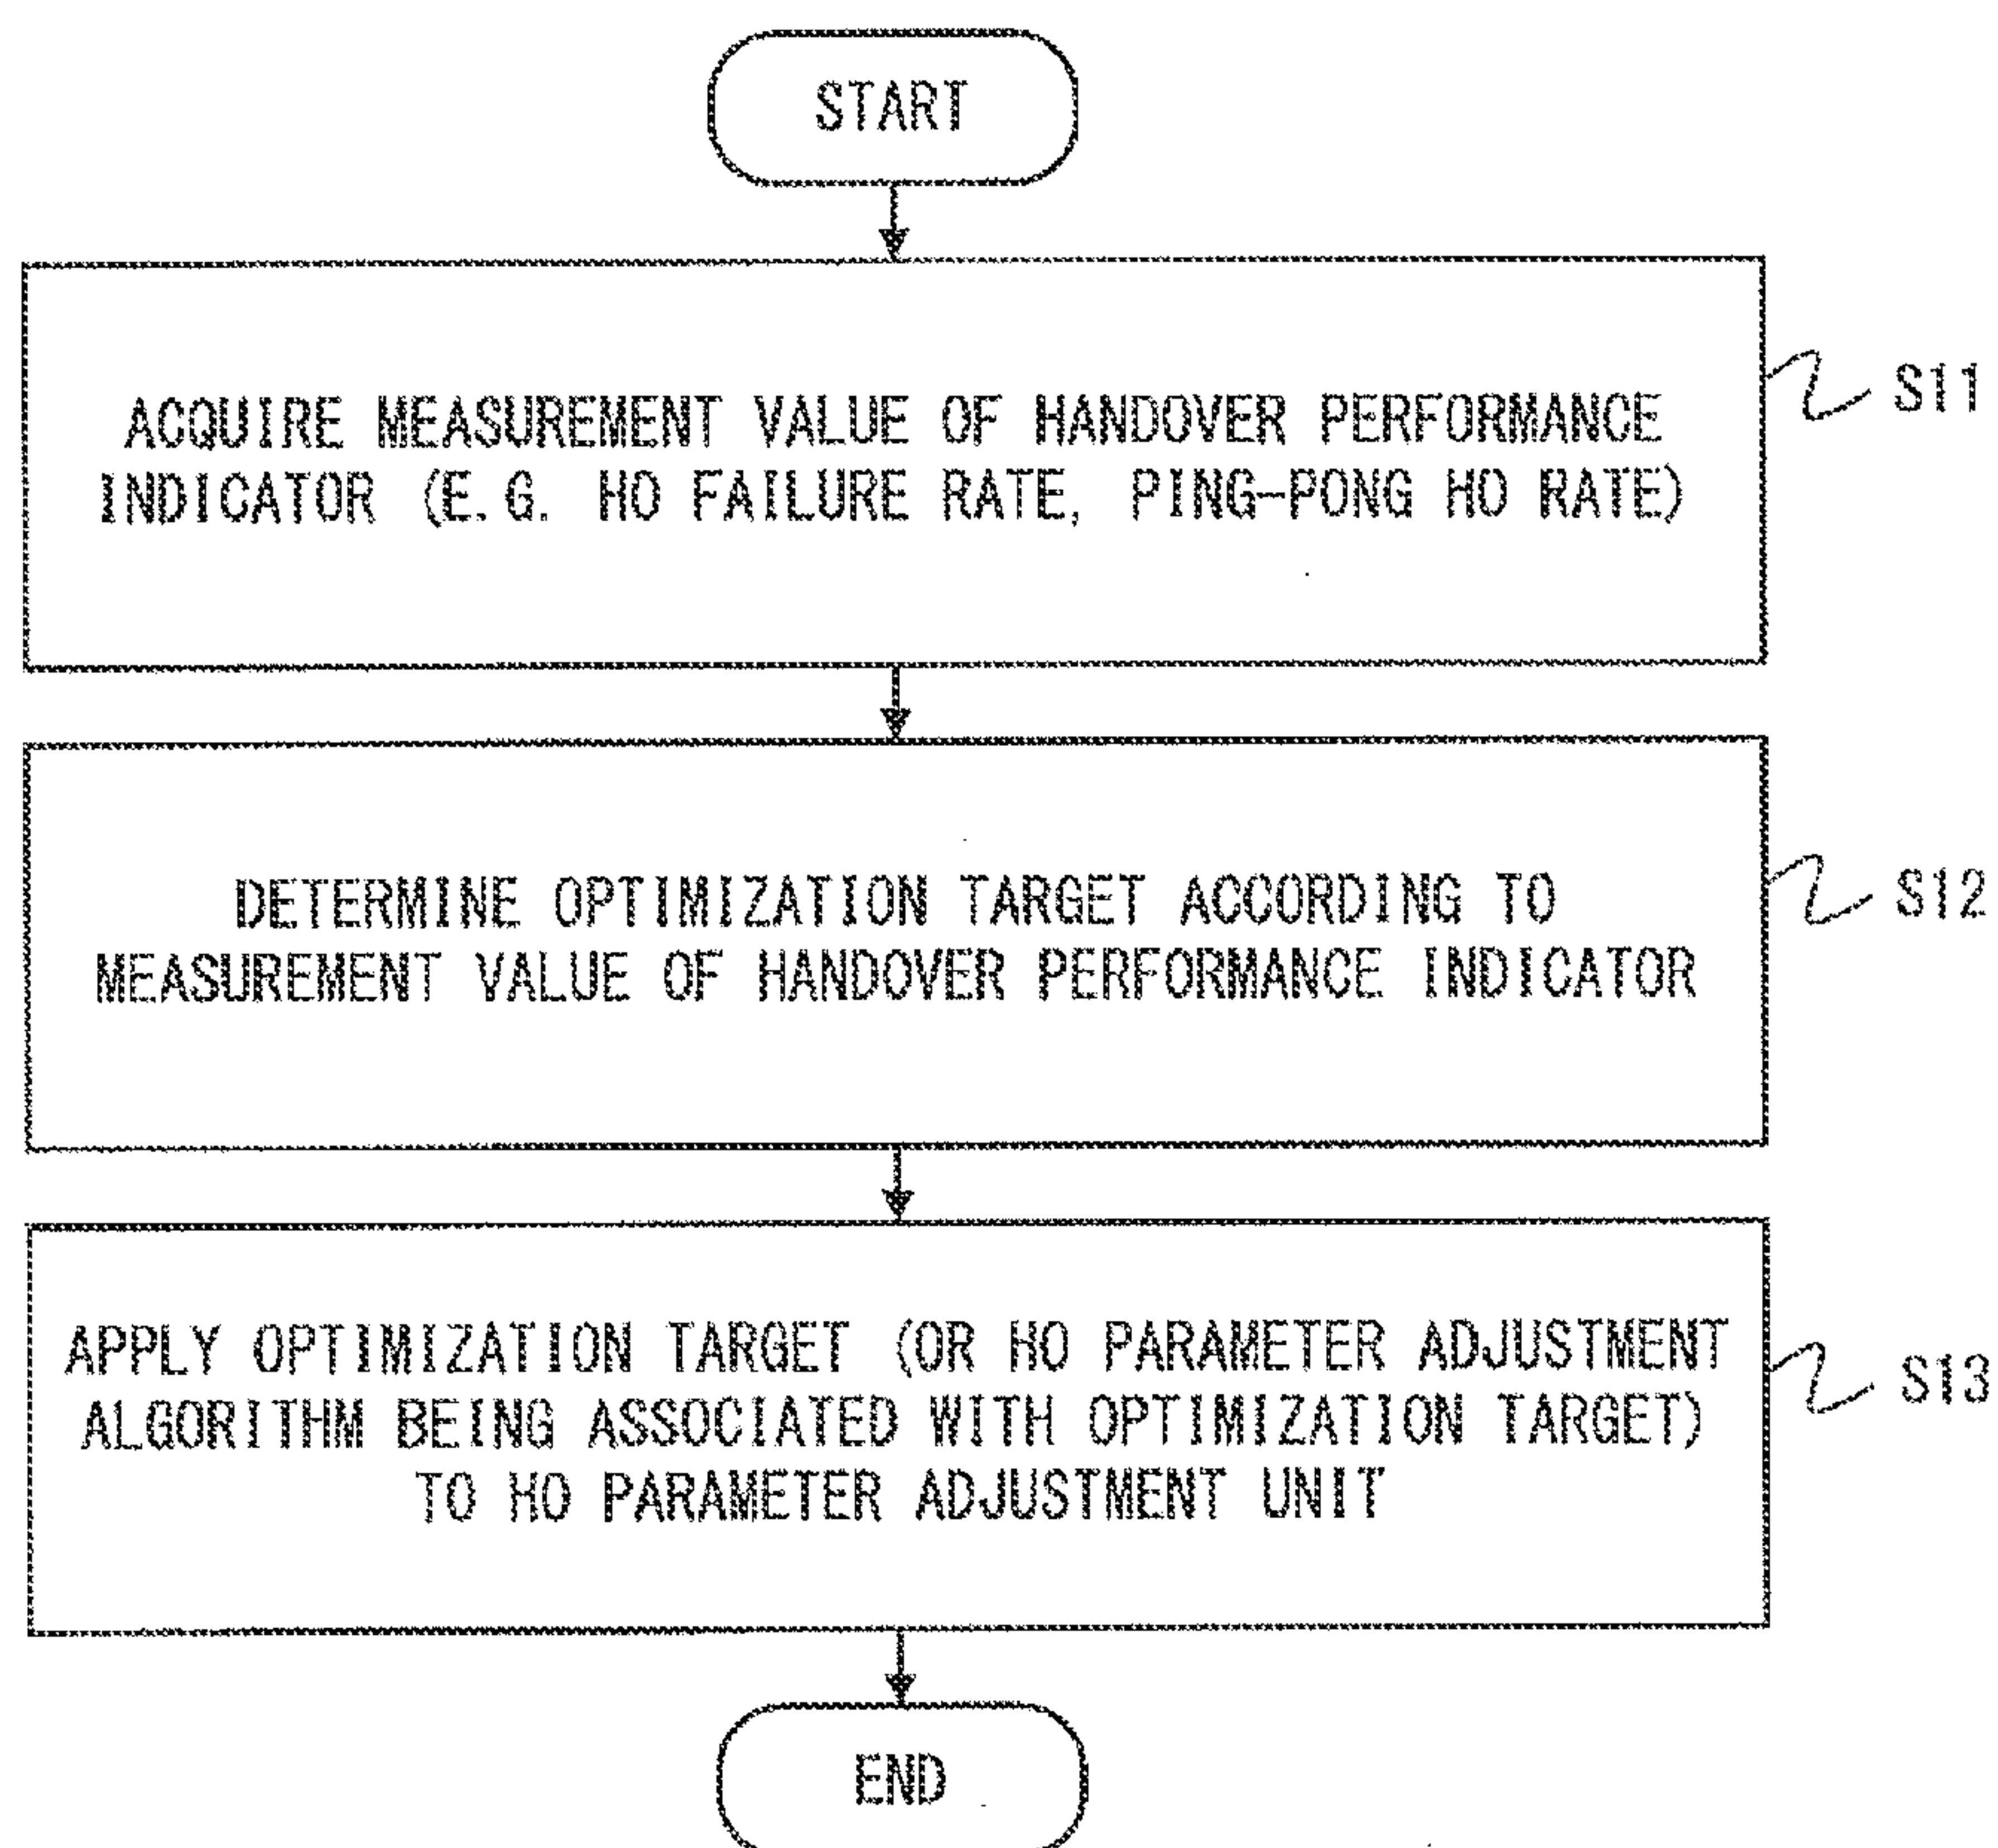 START
ACQUIRE MEASUREMENT VALUE OF HANDOVER PERFORMANCE
INDICATOR (E.G. HO FAILURE RATE, PING-PONG HO RATE)
S11
DETERMINE OPTIMIZATION TARGET ACCORDING TO
MEASUREMENT VALUE OF HANDOVER PERFORMANCE INDICATOR
S12
APPLY OPTIMIZATION TARGET (OR HO PARAMETER ADJUSTMENT
ALGORITHM BEING ASSOCIATED WITH OPTIMIZATION TARGET)
TO HO PARAMETER ADJUSTMENT UNIT
S13
END